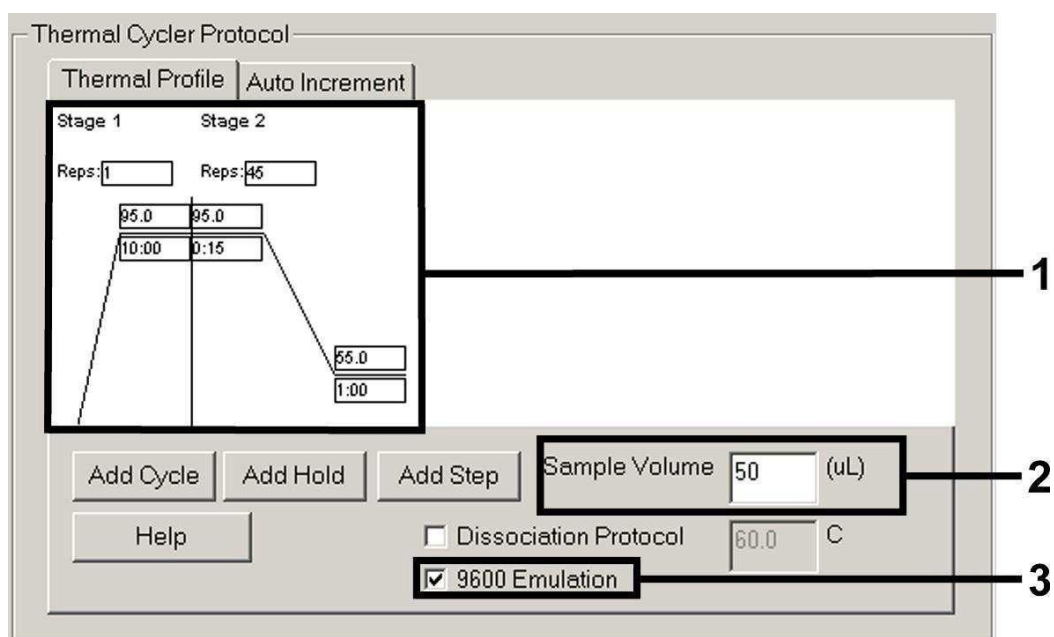 Thermal Cycler Protocol
Thermal Profile Auto Increment
Stage 1 Stage 2
Reps: 1 Reps: 45
95.0 95.0
10:00 0:15
55.0
1:00
1
Add Cycle Add Hold Add Step Sample Volume 50 (uL)
2
Help Dissociation Protocol 60.0 C
9600 Emulation
3